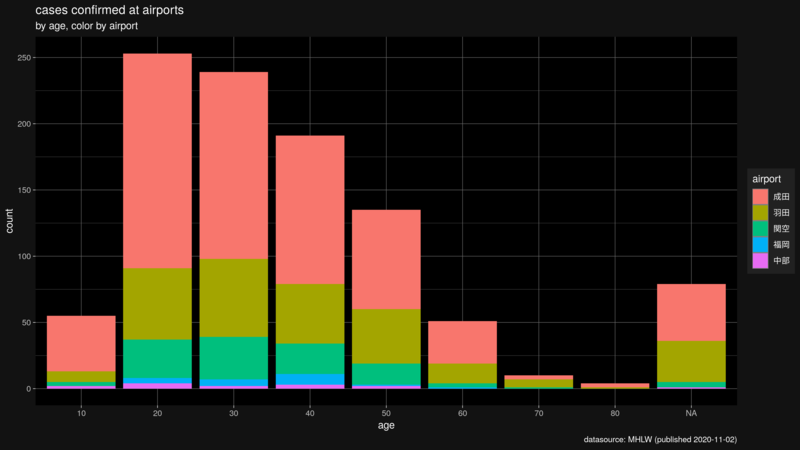 cases confirmed at airports
by age, color by airport
250
200
150
100
50
0
count
10 20 30 40 50 60 70 80 NA
age
airport
成田
羽田
関空
福岡
中部
datasource: MHLW (published 2020-11-02)